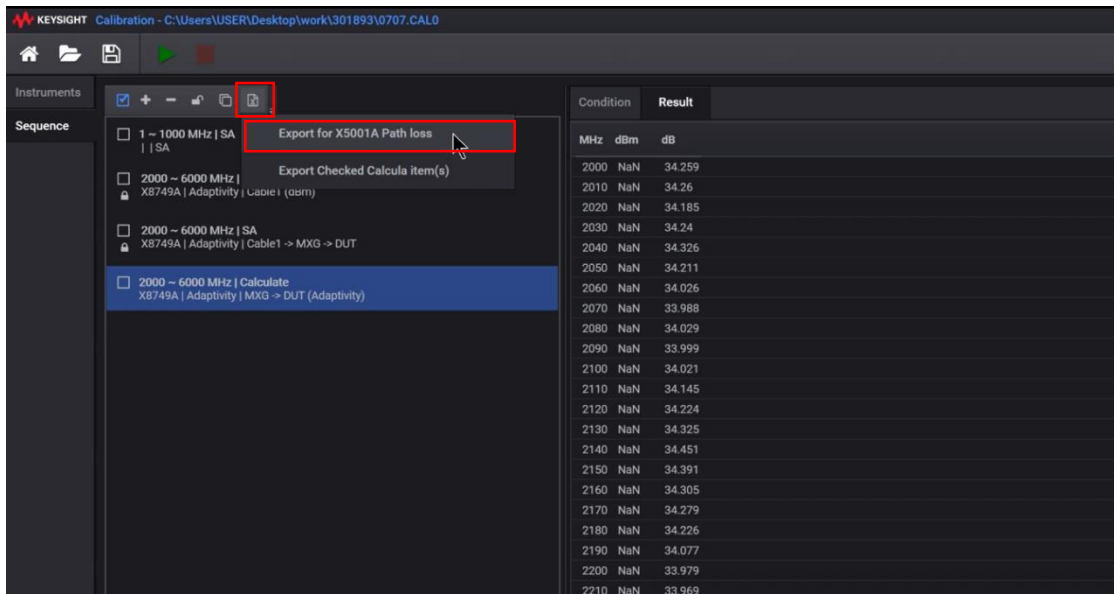 KEYSIGHT Calibration - C:\Users\USER\Desktop\work\301893\0707.CAL0
Instruments
Sequence
1 ~ 1000 MHz | SA
| | SA
Export for X5001A Path loss
Export Checked Calcula item(s)
2000 ~ 6000 MHz |
X8749A | Adaptivity | Cable1 (dBm)
2000 ~ 6000 MHz | SA
X8749A | Adaptivity | Cable1 -> MXG -> DUT
2000 ~ 6000 MHz | Calculate
X8749A | Adaptivity | MXG -> DUT (Adaptivity)
Condition Result
MHz dBm dB
2000 NaN 34.259
2010 NaN 34.26
2020 NaN 34.185
2030 NaN 34.24
2040 NaN 34.326
2050 NaN 34.211
2060 NaN 34.026
2070 NaN 33.988
2080 NaN 34.029
2090 NaN 33.999
2100 NaN 34.021
2110 NaN 34.145
2120 NaN 34.224
2130 NaN 34.325
2140 NaN 34.451
2150 NaN 34.391
2160 NaN 34.305
2170 NaN 34.279
2180 NaN 34.226
2190 NaN 34.077
2200 NaN 33.979
2210 NaN 33.969